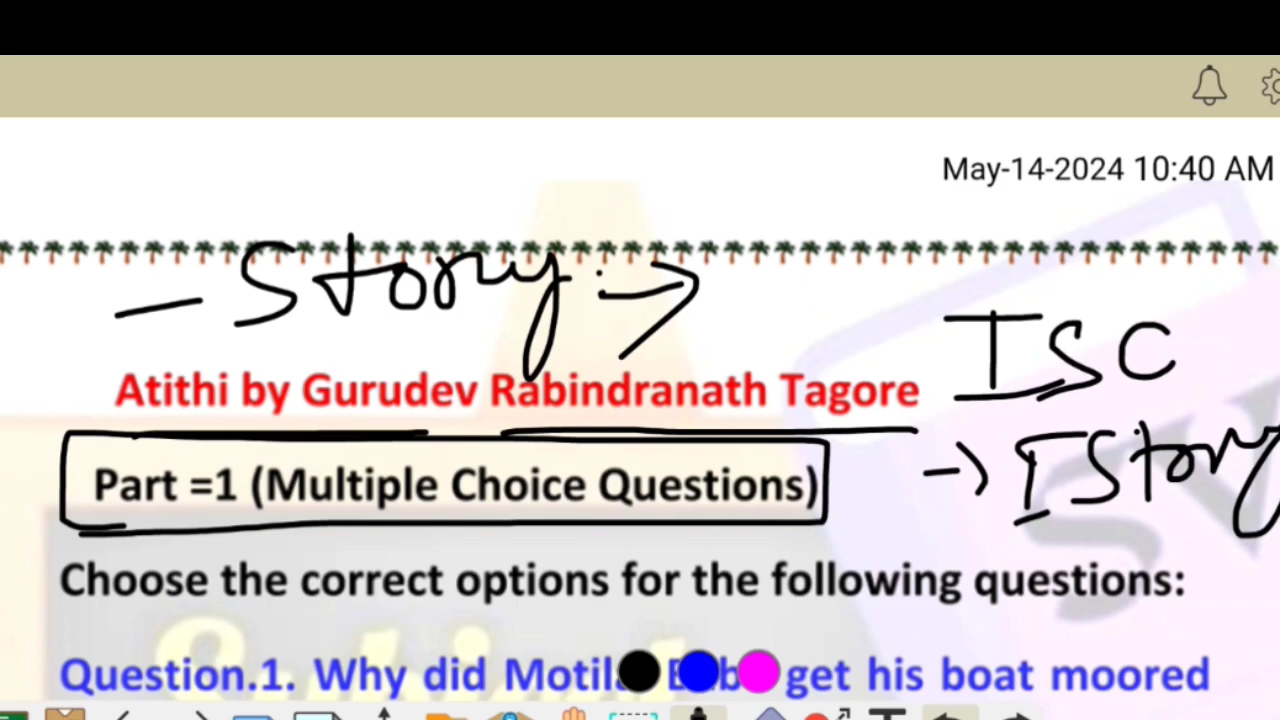 May-14-2024 10:40 AM
- Story :->
Atithi by Gurudev Rabindranath Tagore
ISC
Part =1 (Multiple Choice Questions)
-> I Story
Choose the correct options for the following questions:
Question.1. Why did get his boat moored